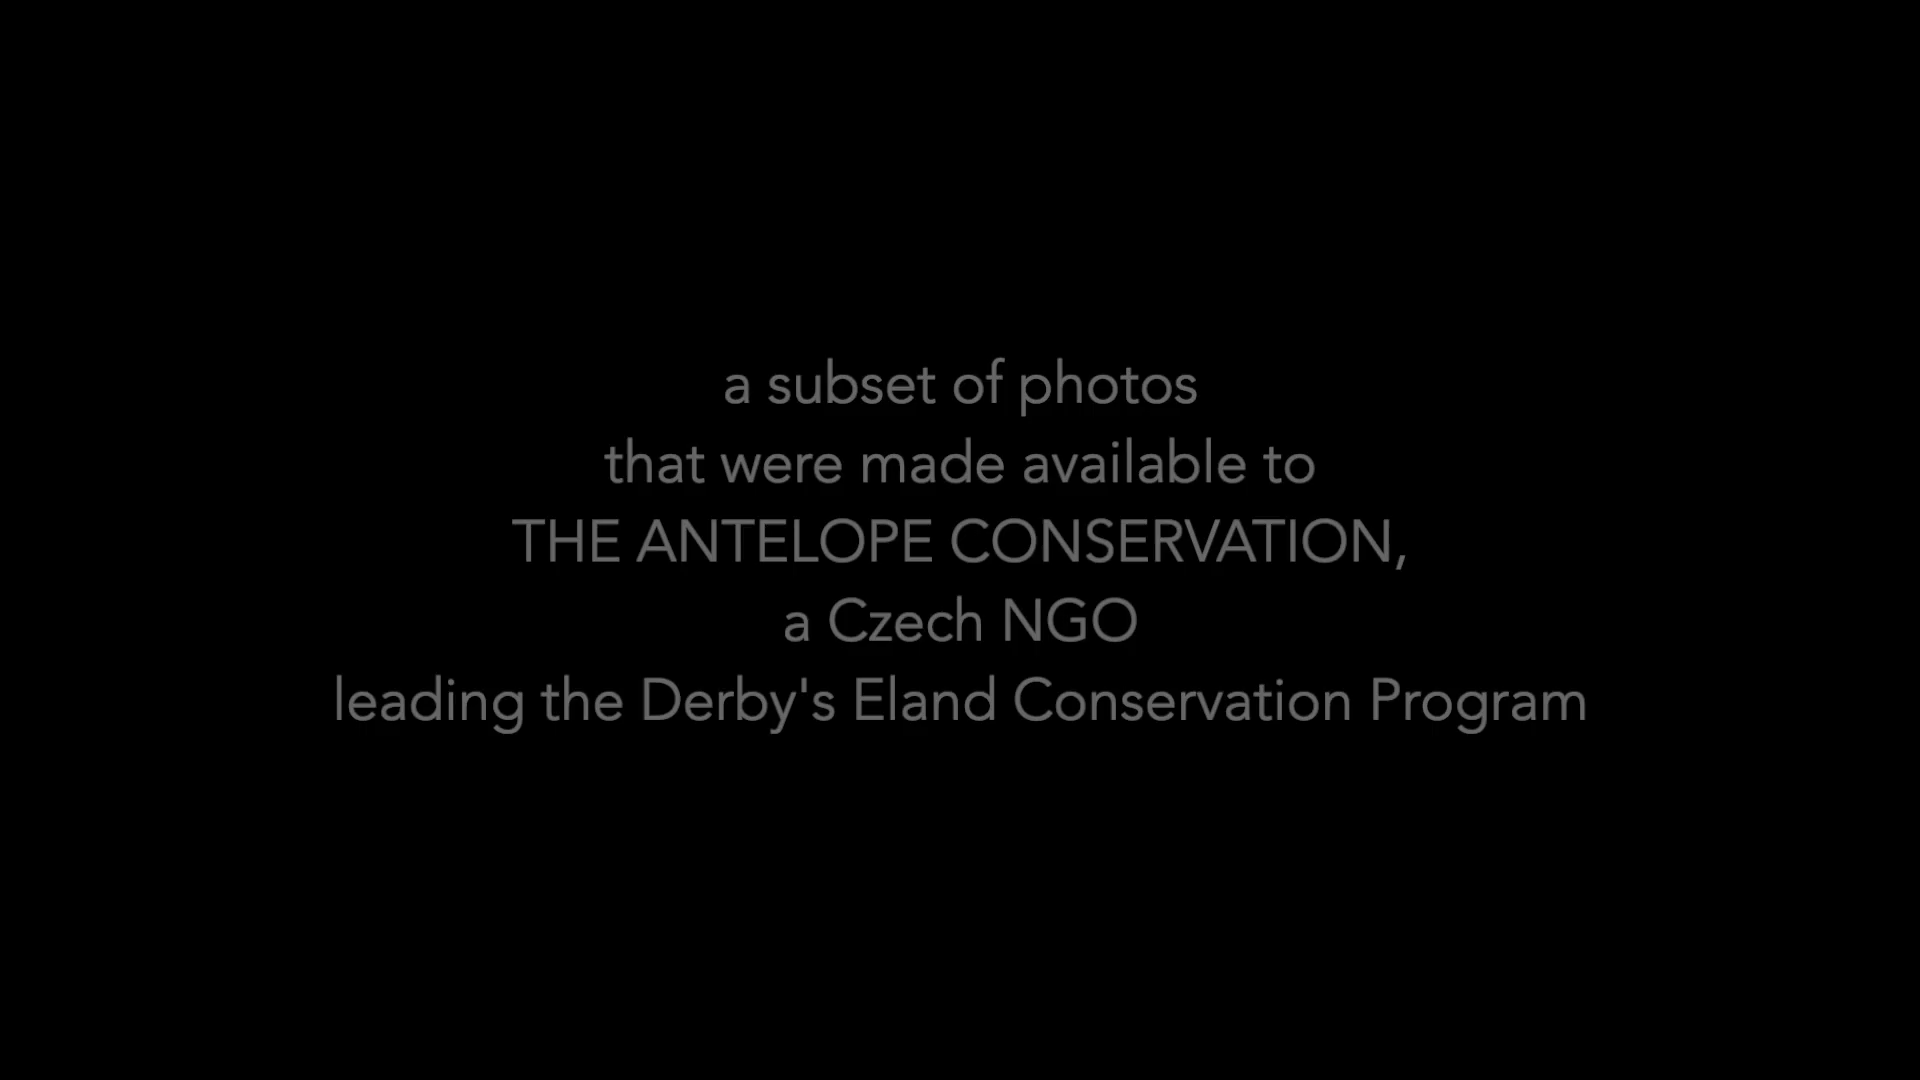 a subset of photos
that were made available to
THE ANTELOPE CONSERVATION,
a Czech NGO
leading the Derby's Eland Conservation Program